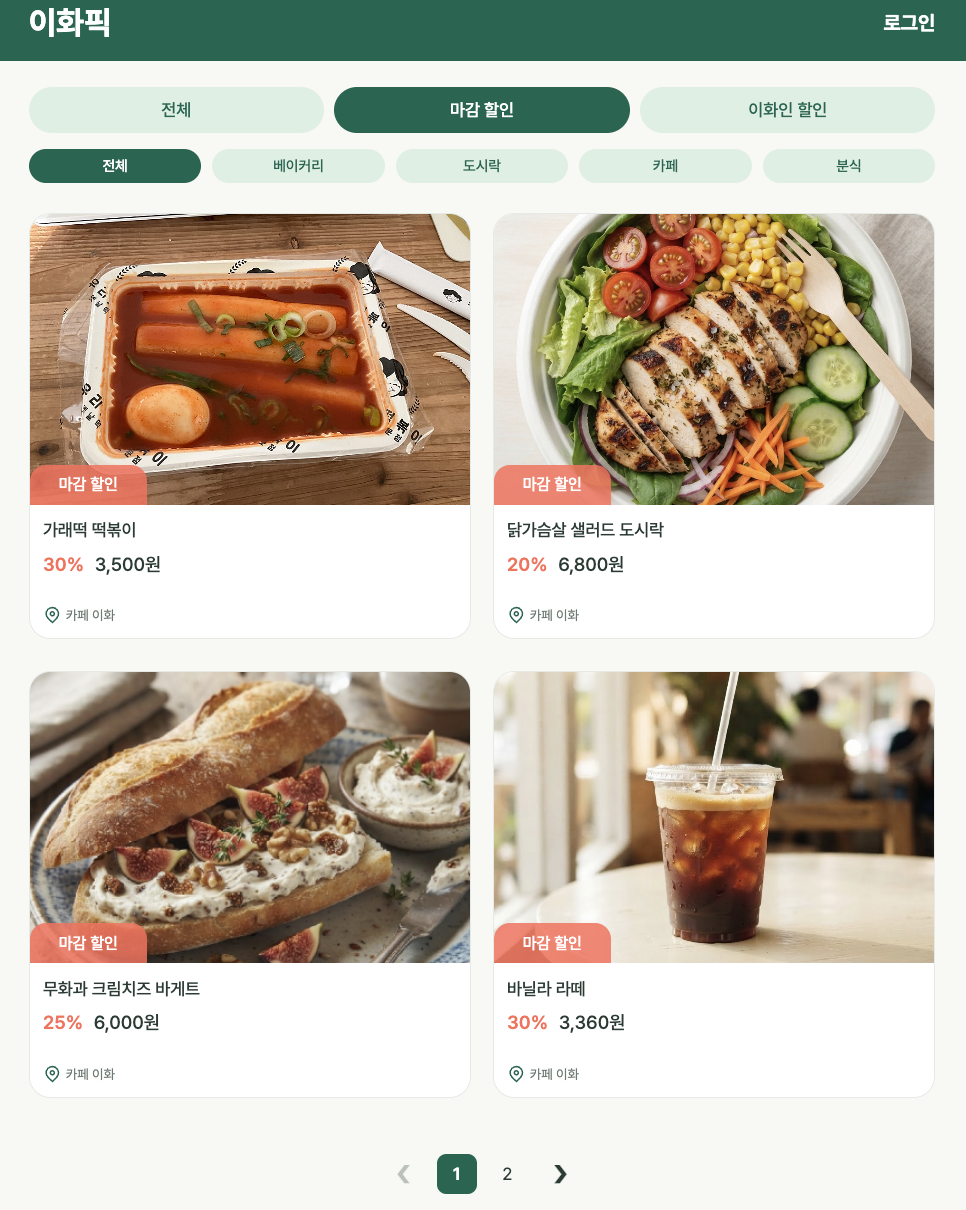 이화픽
로그인
전체
마감 할인
이화인 할인
전체
베이커리
도시락
카페
분식
마감 할인
가래떡 떡볶이
30% 3,500원
카페 이화
마감 할인
닭가슴살 샐러드 도시락
20% 6,800원
카페 이화
마감 할인
무화과 크림치즈 바게트
25% 6,000원
카페 이화
마감 할인
바닐라 라떼
30% 3,360원
카페 이화
❮ 1 2 ❯